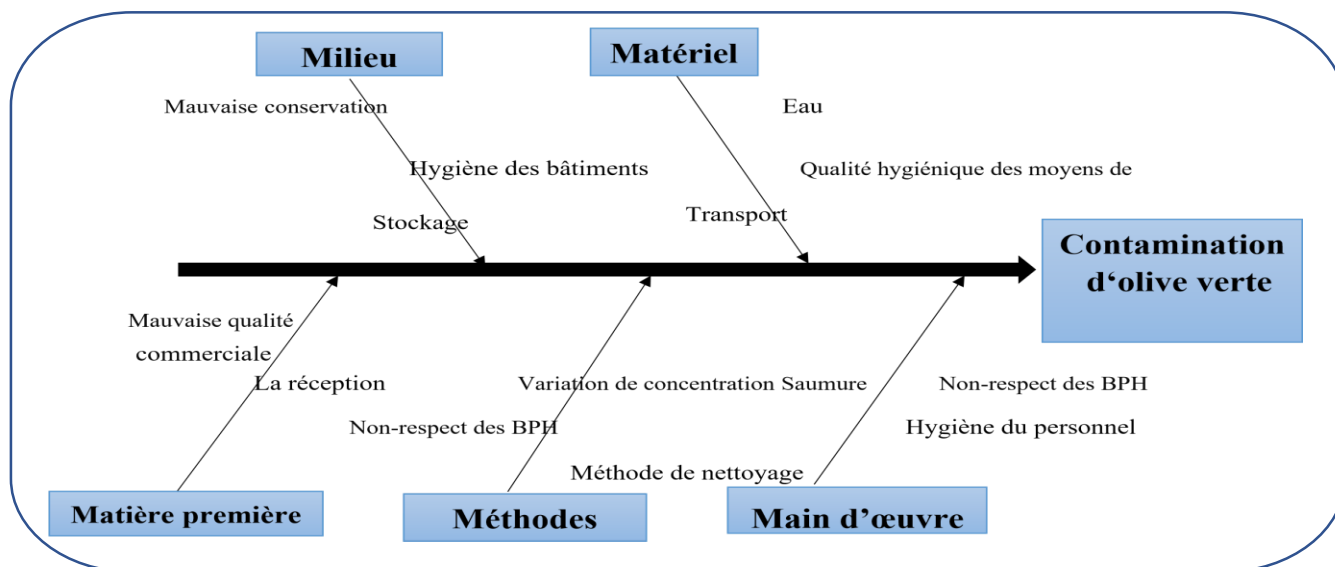 Milieu
Matériel
Mauvaise conservation
Eau
Hygiène des bâtiments
Qualité hygiénique des moyens de
Stockage
Transport
Contamination
d‘olive verte
Mauvaise qualité
commerciale
La réception
Variation de concentration Saumure
Non-respect des BPH
Non-respect des BPH
Hygiène du personnel
Méthode de nettoyage
Matière première
Méthodes
Main d’œuvre